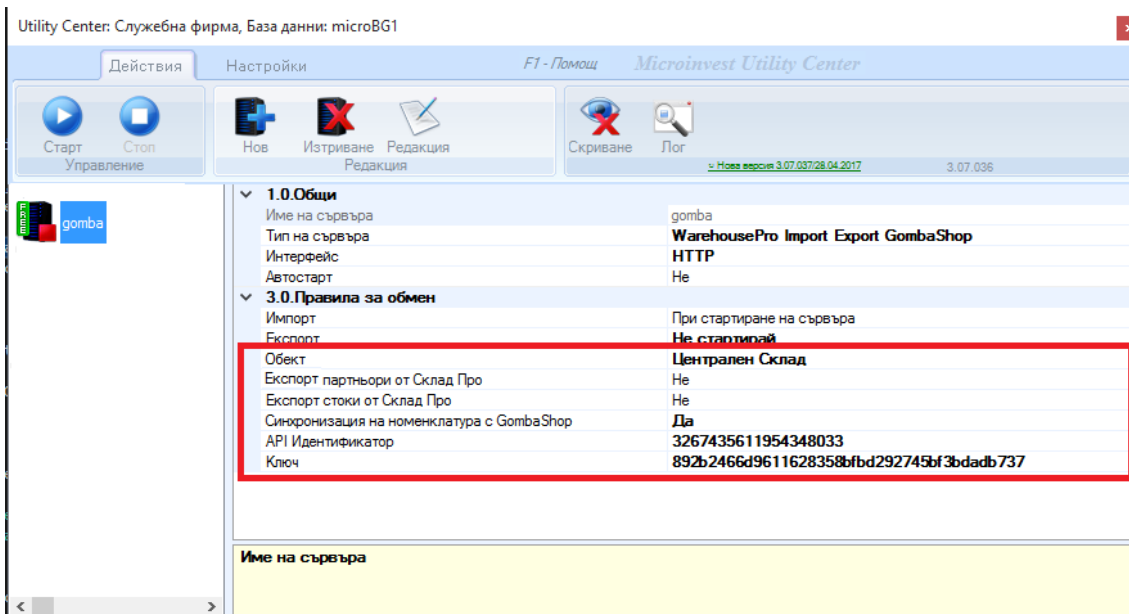 Utility Center: Служебна фирма, База данни: microBG1
Действия Настройки F1 - Помощ Microinvest Utility Center
Старт Стоп Нов Изтриване Редакция Скриване Лог
Управление Редакция ~ Нова версия 3.07.037/28.04.2017 3.07.036
FREE gomba
1.0.Общи
Име на сървъра gomba
Тип на сървъра WarehousePro Import Export GombaShop
Интерфейс HTTP
Автостарт Не
3.0.Правила за обмен
Импорт При стартиране на сървъра
Експорт Не стартирай
Обект Централен Склад
Експорт партньори от Склад Про Не
Експорт стоки от Склад Про Не
Синхронизация на номенклатура с GombaShop Да
API Идентификатор 3267435611954348033
Ключ 892b2466d9611628358bfbd292745bf3bdadb737
Име на сървъра